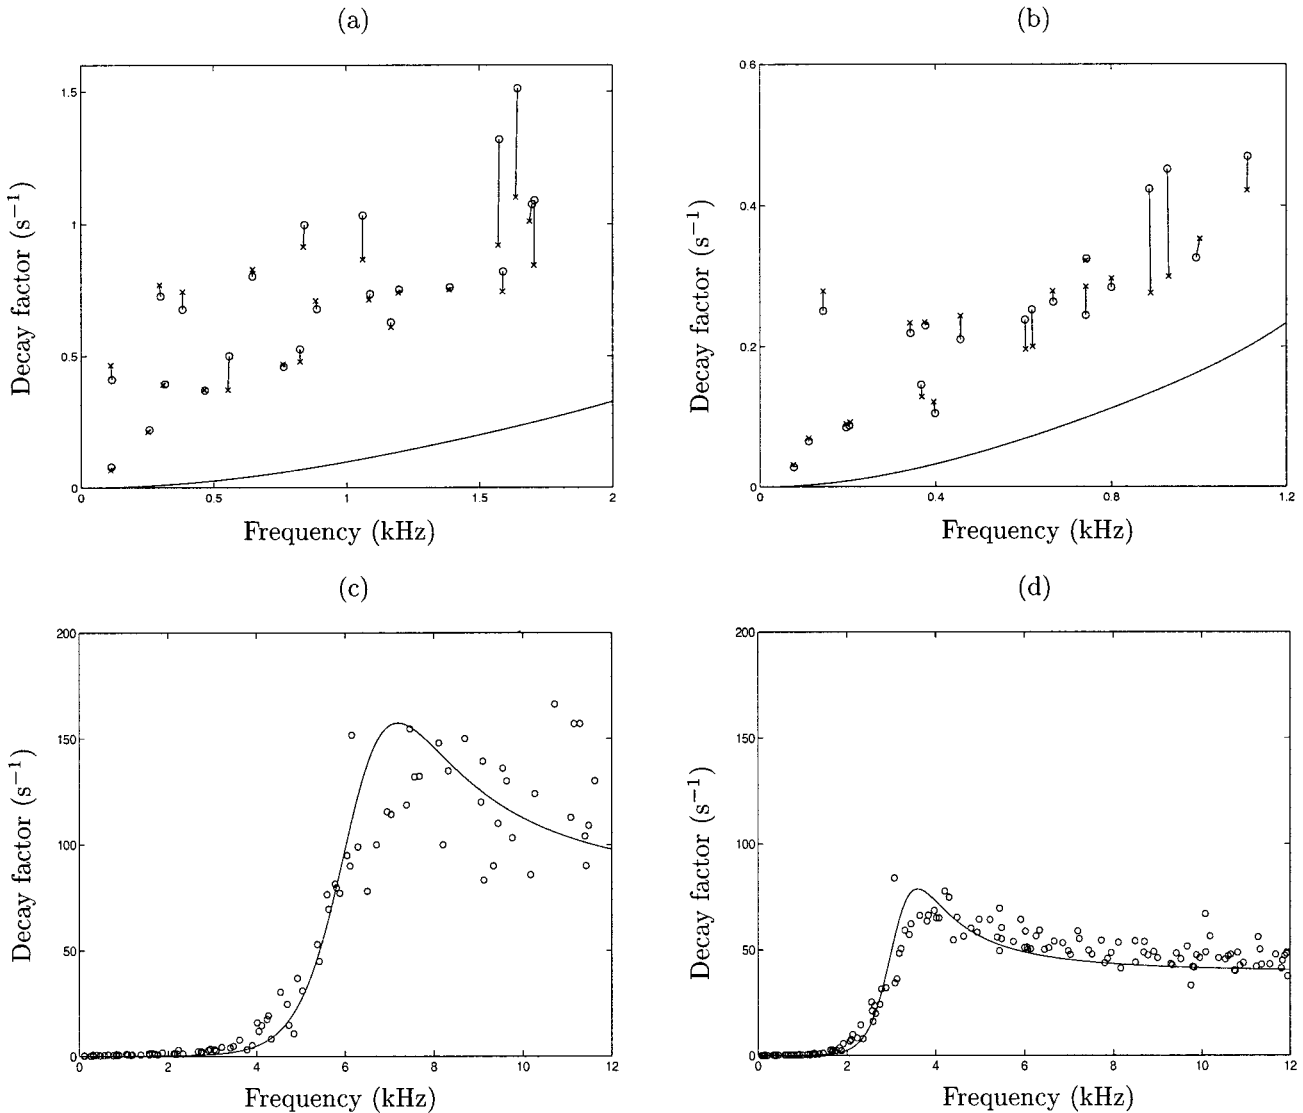 (a)
Decay factor (s⁻¹)
1.5
1
0.5
0
0 0.5 1 1.5 2
Frequency (kHz)
(b)
Decay factor (s⁻¹)
0.6
0.4
0.2
0
0 0.4 0.8 1.2
Frequency (kHz)
(c)
Decay factor (s⁻¹)
200
150
100
50
0
0 2 4 6 8 10 12
Frequency (kHz)
(d)
Decay factor (s⁻¹)
200
150
100
50
0
0 2 4 6 8 10 12
Frequency (kHz)